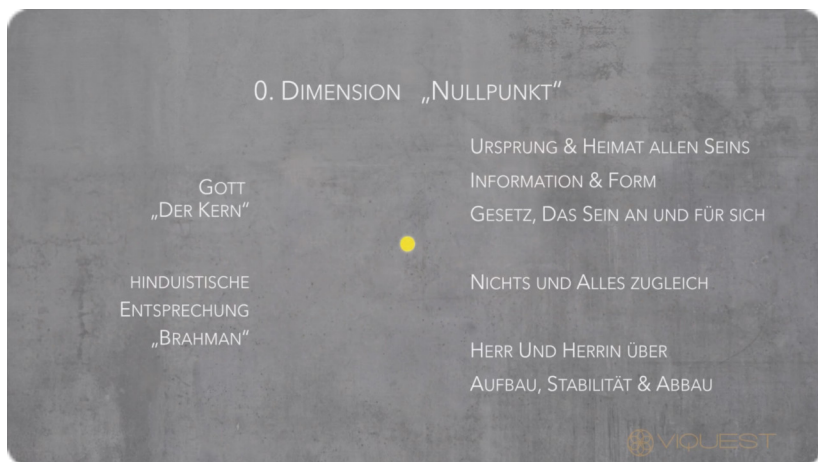 0. Dimension „Nullpunkt“
Gott
„Der Kern“
hinduistische
Entsprechung
„Brahman“
Ursprung & Heimat allen Seins
Information & Form
Gesetz, Das Sein an und für sich
Nichts und Alles zugleich
Herr Und Herrin über
Aufbau, Stabilität & Abbau
VIQUEST